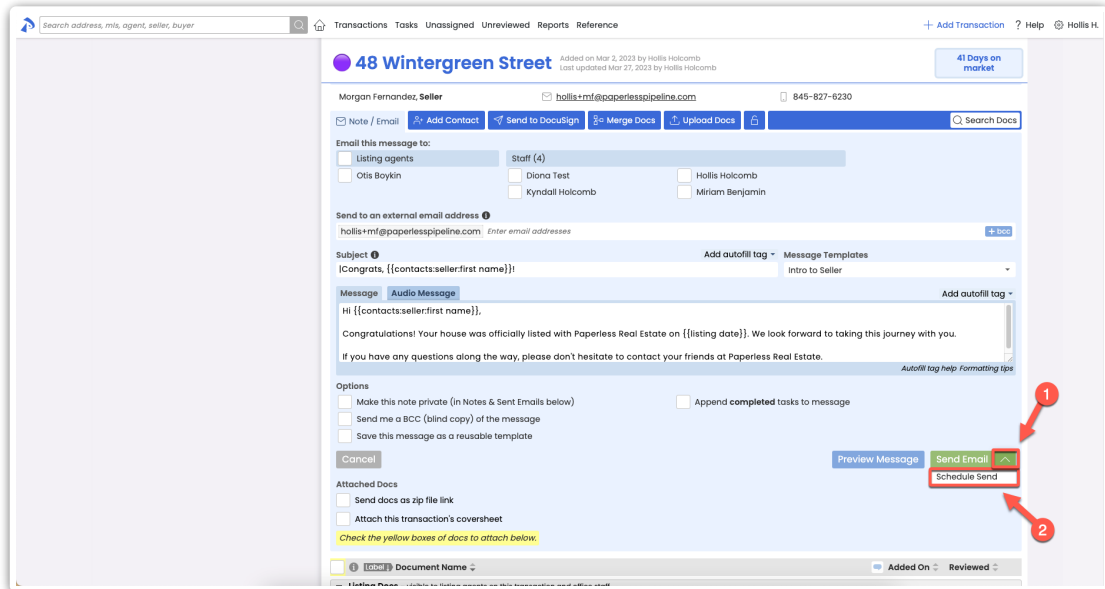 Search address, mls, agent, seller, buyer
Transactions Tasks Unassigned Unreviewed Reports Reference
+ Add Transaction ? Help Hollis H.
48 Wintergreen Street
Added on Mar 2, 2023 by Hollis Holcomb
Last updated Mar 27, 2023 by Hollis Holcomb
41 Days on
market
Morgan Fernandez, Seller hollis+mf@paperlesspipeline.com 845-827-6230
Note / Email Add Contact Send to DocuSign Merge Docs Upload Docs Search Docs
Email this message to:
Listing agents Staff (4)
Otis Boykin Diona Test Hollis Holcomb
Kyndall Holcomb Miriam Benjamin
Send to an external email address
hollis+mf@paperlesspipeline.com Enter email addresses + bcc
Subject Add autofill tag Message Templates
Congrats, {{contacts:seller:first name}}! Intro to Seller
Message Audio Message Add autofill tag
Hi {{contacts:seller:first name}},
Congratulations! Your house was officially listed with Paperless Real Estate on {{listing date}}. We look forward to taking this journey with you.
If you have any questions along the way, please don't hesitate to contact your friends at Paperless Real Estate.
Autofill tag help Formatting tips
Options
Make this note private (in Notes & Sent Emails below) Append completed tasks to message
Send me a BCC (blind copy) of the message
Save this message as a reusable template
1
Cancel Preview Message Send Email
Schedule Send
Attached Docs
Send docs as zip file link
Attach this transaction's coversheet
2
Check the yellow boxes of docs to attach below.
Label Document Name Added On Reviewed
Listing Docs - visible to listing agents on this transaction and office staff